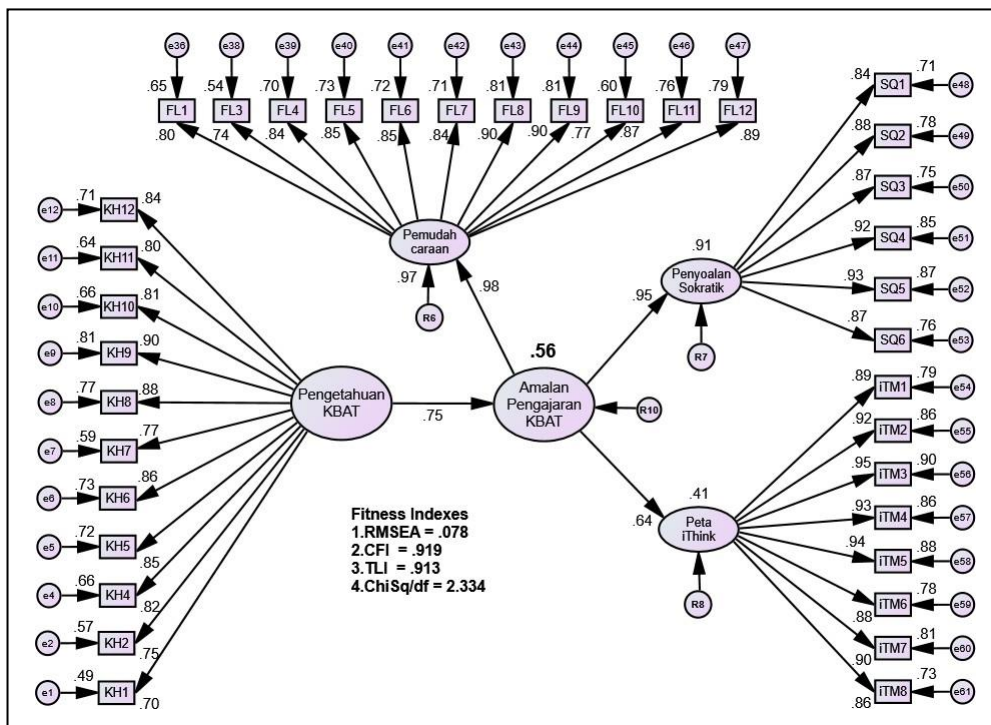 e36 e38 e39 e40 e41 e42 e43 e44 e45 e46 e47
.65 .54 .70 .73 .72 .71 .81 .81 .60 .76 .79
FL1 FL3 FL4 FL5 FL6 FL7 FL8 FL9 FL10 FL11 FL12
.80 .74 .84 .85 .85 .84 .90 .90 .77 .87 .89
Pemudah
caraan
.97
R6
.98
e12 .71 KH12 .84
e11 .64 KH11 .80
e10 .66 KH10 .81
e9 .81 KH9 .90
e8 .77 KH8 .88
e7 .59 KH7 .77
e6 .73 KH6 .86
e5 .72 KH5 .85
e4 .66 KH4 .82
e2 .57 KH2 .75
e1 .49 KH1 .70
Pengetahuan
KBAT
.75
.56
Amalan
Pengajaran
KBAT
R10
.95
.91
Penyoalan
Sokratik
R7
.64
.41
Peta
iThink
R8
.84 SQ1 .71 e48
.88 SQ2 .78 e49
.87 SQ3 .75 e50
.92 SQ4 .85 e51
.93 SQ5 .87 e52
.87 SQ6 .76 e53
.89 iTM1 .79 e54
.92 iTM2 .86 e55
.95 iTM3 .90 e56
.93 iTM4 .86 e57
.94 iTM5 .88 e58
.88 iTM6 .78 e59
.90 iTM7 .81 e60
.86 iTM8 .73 e61
Fitness Indexes
1.RMSEA = .078
2.CFI = .919
3.TLI = .913
4.ChiSq/df = 2.334